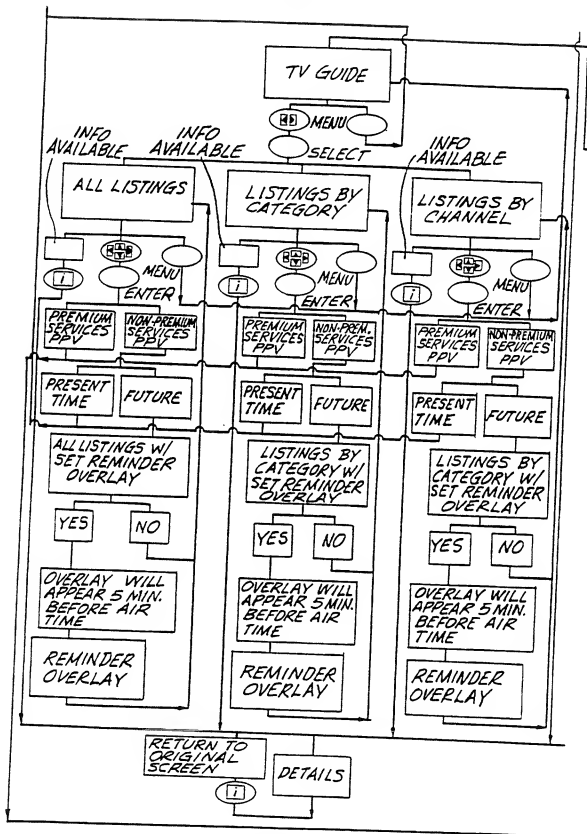 TV GUIDE
MENU
SELECT
INFO
AVAILABLE
ALL LISTINGS
i
MENU
ENTER
PREMIUM
SERVICES
PPV
NON-PREMIUM
SERVICES
PPV
PRESENT
TIME
FUTURE
ALL LISTINGS W/
SET REMINDER
OVERLAY
YES
NO
OVERLAY WILL
APPEAR 5 MIN.
BEFORE AIR
TIME
REMINDER
OVERLAY
INFO
AVAILABLE
LISTINGS BY
CATEGORY
i
MENU
ENTER
PREMIUM
SERVICES
PPV
NON-PREM.
SERVICES
PPV
PRESENT
TIME
FUTURE
LISTINGS BY
CATEGORY W/
SET REMINDER
OVERLAY
YES
NO
OVERLAY WILL
APPEAR 5 MIN.
BEFORE AIR
TIME
REMINDER
OVERLAY
INFO
AVAILABLE
LISTINGS BY
CHANNEL
i
MENU
ENTER
PREMIUM
SERVICES
PPV
NON-PREMIUM
SERVICES
PPV
PRESENT
TIME
FUTURE
LISTINGS BY
CATEGORY W/
SET REMINDER
OVERLAY
YES
NO
OVERLAY WILL
APPEAR 5 MIN.
BEFORE AIR
TIME
REMINDER
OVERLAY
RETURN TO
ORIGINAL
SCREEN
i
DETAILS